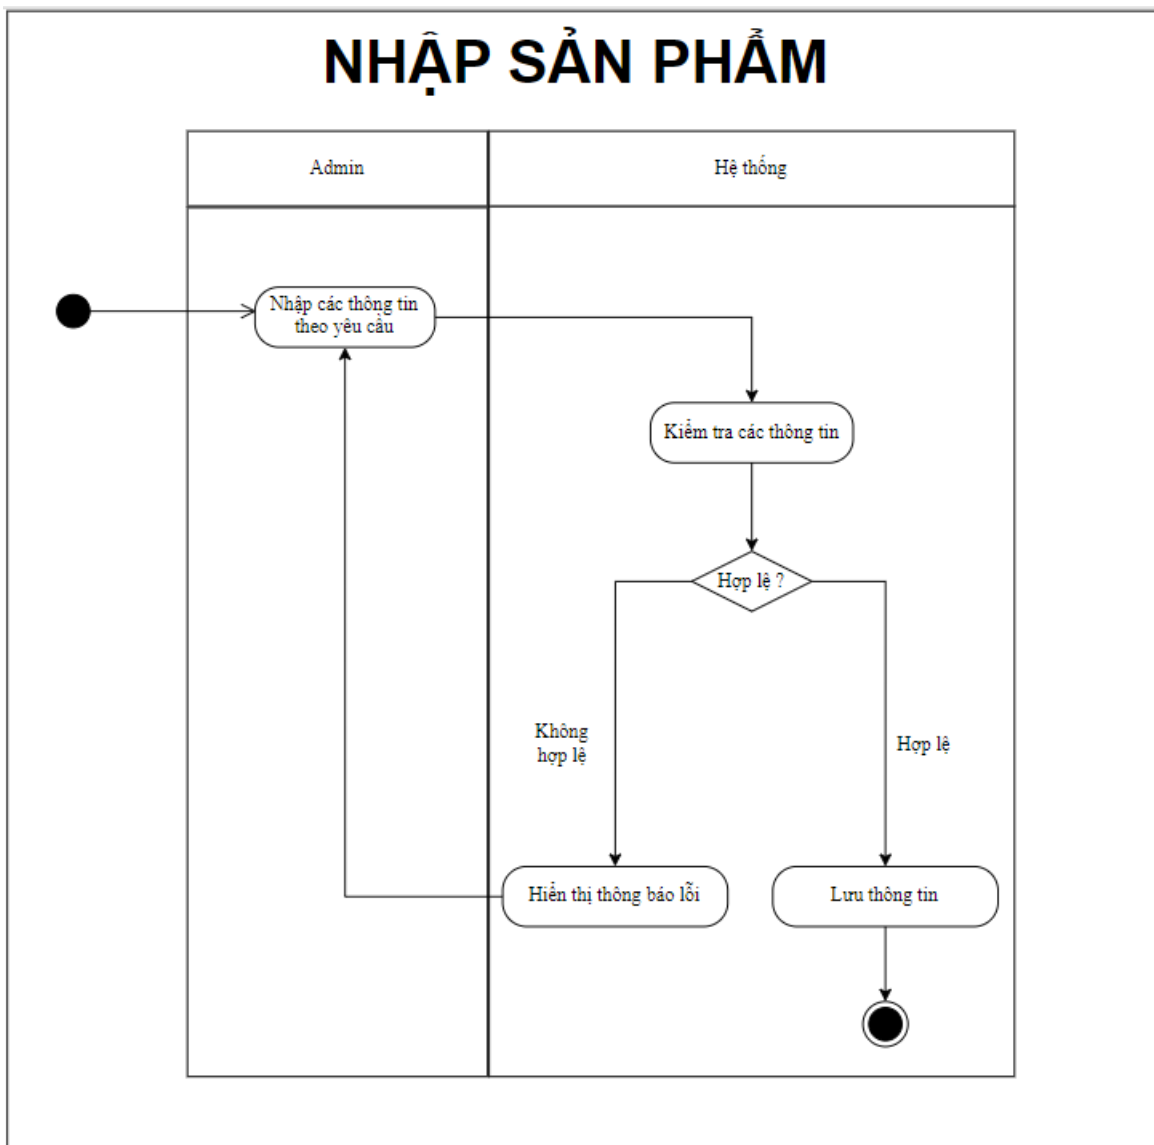 NHẬP SẢN PHẨM
Admin
Hệ thống
Nhập các thông tin
theo yêu cầu
Kiểm tra các thông tin
Hợp lệ ?
Không
hợp lệ
Hợp lệ
Hiển thị thông báo lỗi
Lưu thông tin